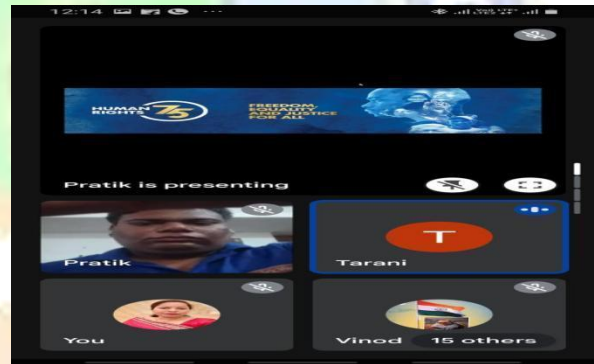 12:14
HUMAN RIGHTS 75
FREEDOM,
EQUALITY
AND JUSTICE
FOR ALL
Pratik is presenting
Pratik
T
Tarani
You
Vinod
15 others